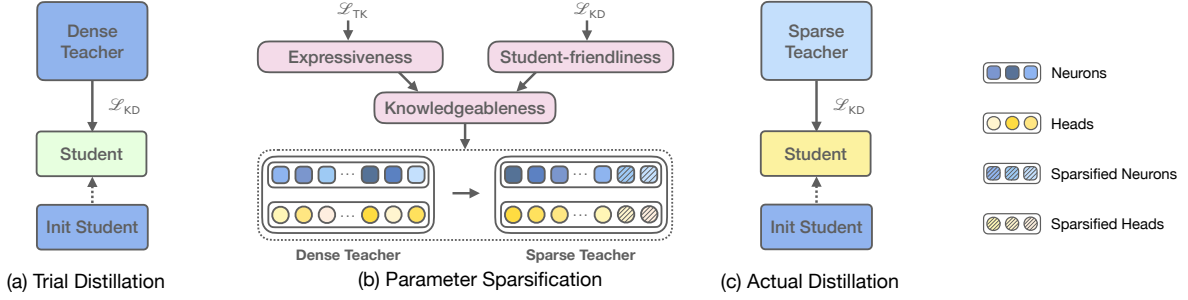 Dense
Teacher
ℒKD
Student
Init Student
(a) Trial Distillation
ℒTK
ℒKD
Expressiveness
Student-friendliness
Knowledgeableness
...
...
...
...
Dense Teacher
Sparse Teacher
(b) Parameter Sparsification
Sparse
Teacher
ℒKD
Student
Init Student
(c) Actual Distillation
Neurons
Heads
Sparsified Neurons
Sparsified Heads